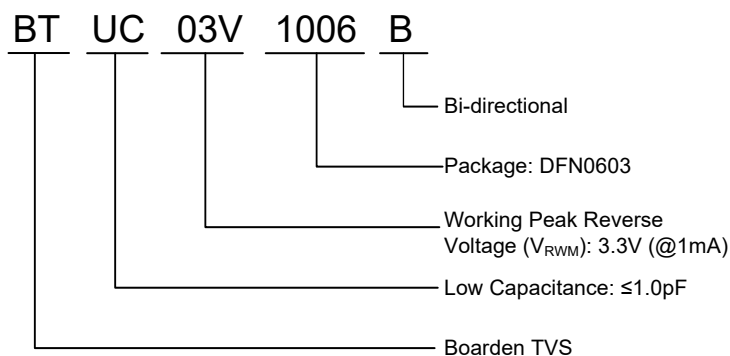 BT UC 03V 1006 B
Bi-directional
Package: DFN0603
Working Peak Reverse
Voltage (VRWM): 3.3V (@1mA)
Low Capacitance: ≤1.0pF
Boarden TVS